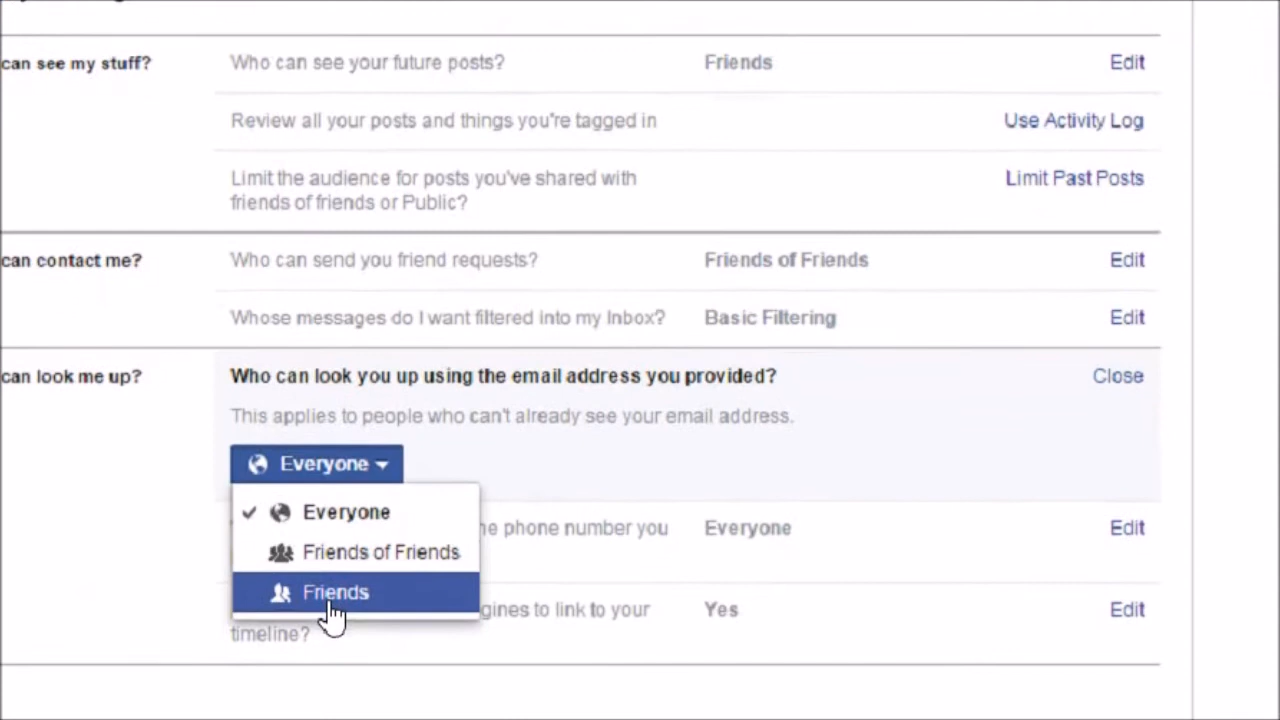 can see my stuff?
Who can see your future posts?
Friends
Edit
Review all your posts and things you're tagged in
Use Activity Log
Limit the audience for posts you've shared with
friends of friends or Public?
Limit Past Posts
can contact me?
Who can send you friend requests?
Friends of Friends
Edit
Whose messages do I want filtered into my Inbox?
Basic Filtering
Edit
can look me up?
Who can look you up using the email address you provided?
Close
This applies to people who can't already see your email address.
Everyone
Everyone
Friends of Friends
Friends
phone number you
Everyone
Edit
to link to your
timeline?
Yes
Edit